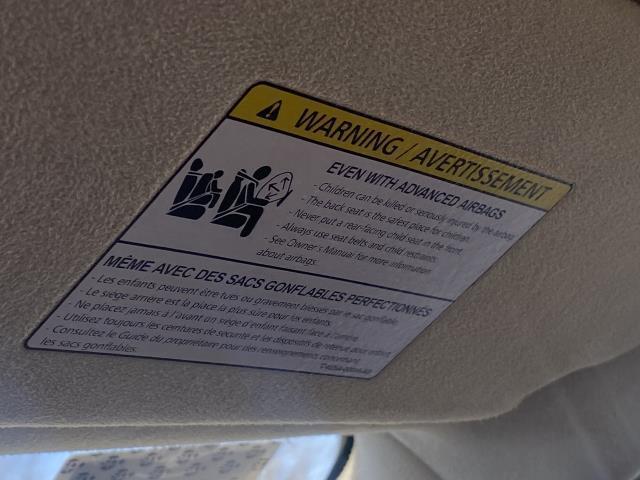 WARNING / AVERTISSEMENT
EVEN WITH ADVANCED AIRBAGS
- Children can be killed or seriously injured by the airbag.
- The back seat is the safest place for children.
- Never put a rear-facing child seat in the front.
- Always use seat belts and child restraints.
- See Owner's Manual for more information
about airbags.
MÊME AVEC DES SACS GONFLABLES PERFECTIONNÉS
- Les enfants peuvent être tués ou gravement blessés par le sac gonflable.
- Le siège arrière est la place la plus sûre pour les enfants.
- Ne placez jamais à l'avant un siège d'enfant faisant face à l'arrière.
- Utilisez toujours les ceintures de sécurité et les dispositifs de retenue pour enfant.
- Consultez le Guide du propriétaire pour des renseignements concernant
les sacs gonflables.